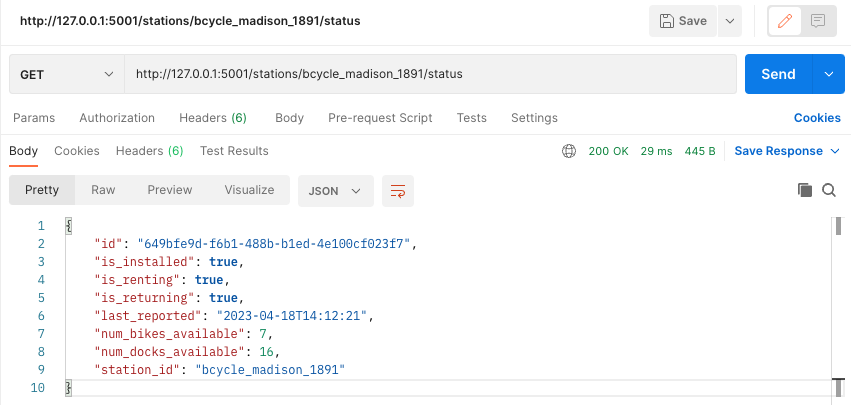 http://127.0.0.1:5001/stations/bcycle_madison_1891/status
Save
GET
http://127.0.0.1:5001/stations/bcycle_madison_1891/status
Send
Params Authorization Headers (6) Body Pre-request Script Tests Settings Cookies
Body Cookies Headers (6) Test Results 200 OK 29 ms 445 B Save Response
Pretty Raw Preview Visualize JSON
1 {
2 "id": "649bfe9d-f6b1-488b-b1ed-4e100cf023f7",
3 "is_installed": true,
4 "is_renting": true,
5 "is_returning": true,
6 "last_reported": "2023-04-18T14:12:21",
7 "num_bikes_available": 7,
8 "num_docks_available": 16,
9 "station_id": "bcycle_madison_1891"
10 }